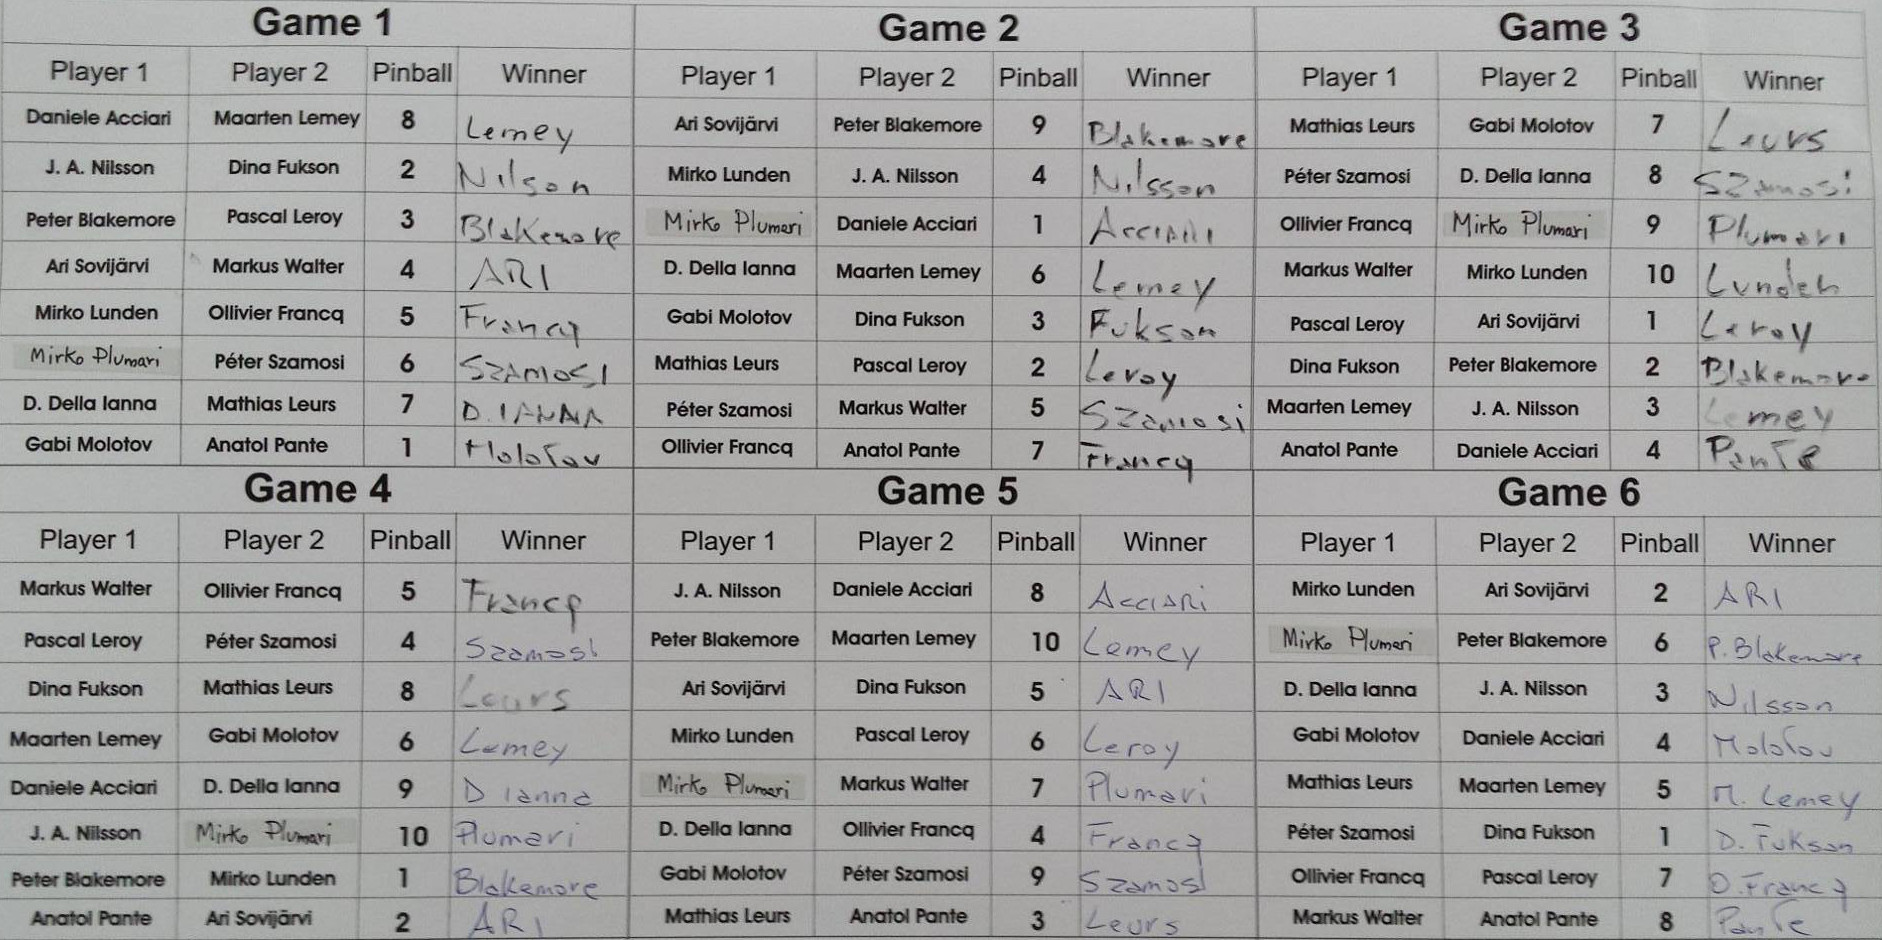 Game 1 Game 2 Game 3
Player 1 Player 2 Pinball Winner Player 1 Player 2 Pinball Winner Player 1 Player 2 Pinball Winner
Daniele Acciari Maarten Lemey 8 Lemey Ari Sovijärvi Peter Blakemore 9 Blakemore Mathias Leurs Gabi Molotov 7 Leurs
J. A. Nilsson Dina Fukson 2 Nilson Mirko Lunden J. A. Nilsson 4 Nilsson Péter Szamosi D. Della Ianna 8 Szamosi
Peter Blakemore Pascal Leroy 3 Blakemore Mirko Plumari Daniele Acciari 1 Acciari Ollivier Francq Mirko Plumari 9 Plumari
Ari Sovijärvi Markus Walter 4 ARI D. Della Ianna Maarten Lemey 6 Lemey Markus Walter Mirko Lunden 10 Lunden
Mirko Lunden Ollivier Francq 5 Francq Gabi Molotov Dina Fukson 3 Fukson Pascal Leroy Ari Sovijärvi 1 Leroy
Mirko Plumari Péter Szamosi 6 SZAMOSI Mathias Leurs Pascal Leroy 2 Leroy Dina Fukson Peter Blakemore 2 Blakemore
D. Della Ianna Mathias Leurs 7 D. IANNA Péter Szamosi Markus Walter 5 Szamosi Maarten Lemey J. A. Nilsson 3 Lemey
Gabi Molotov Anatol Pante 1 Molotov Ollivier Francq Anatol Pante 7 Francq Anatol Pante Daniele Acciari 4 Pante
Game 4 Game 5 Game 6
Player 1 Player 2 Pinball Winner Player 1 Player 2 Pinball Winner Player 1 Player 2 Pinball Winner
Markus Walter Ollivier Francq 5 Francq J. A. Nilsson Daniele Acciari 8 Acciari Mirko Lunden Ari Sovijärvi 2 ARI
Pascal Leroy Péter Szamosi 4 Szamosi Peter Blakemore Maarten Lemey 10 Lemey Mirko Plumari Peter Blakemore 6 P. Blakemore
Dina Fukson Mathias Leurs 8 Leurs Ari Sovijärvi Dina Fukson 5 ARI D. Della Ianna J. A. Nilsson 3 Nilsson
Maarten Lemey Gabi Molotov 6 Lemey Mirko Lunden Pascal Leroy 6 Leroy Gabi Molotov Daniele Acciari 4 Molotov
Daniele Acciari D. Della Ianna 9 D Ianna Mirko Plumari Markus Walter 7 Plumari Mathias Leurs Maarten Lemey 5 M. Lemey
J. A. Nilsson Mirko Plumari 10 Plumari D. Della Ianna Ollivier Francq 4 Francq Péter Szamosi Dina Fukson 1 D. Fukson
Peter Blakemore Mirko Lunden 1 Blakemore Gabi Molotov Péter Szamosi 9 Szamosi Ollivier Francq Pascal Leroy 7 O. Francq
Anatol Pante Ari Sovijärvi 2 ARI Mathias Leurs Anatol Pante 3 Leurs Markus Walter Anatol Pante 8 Pante